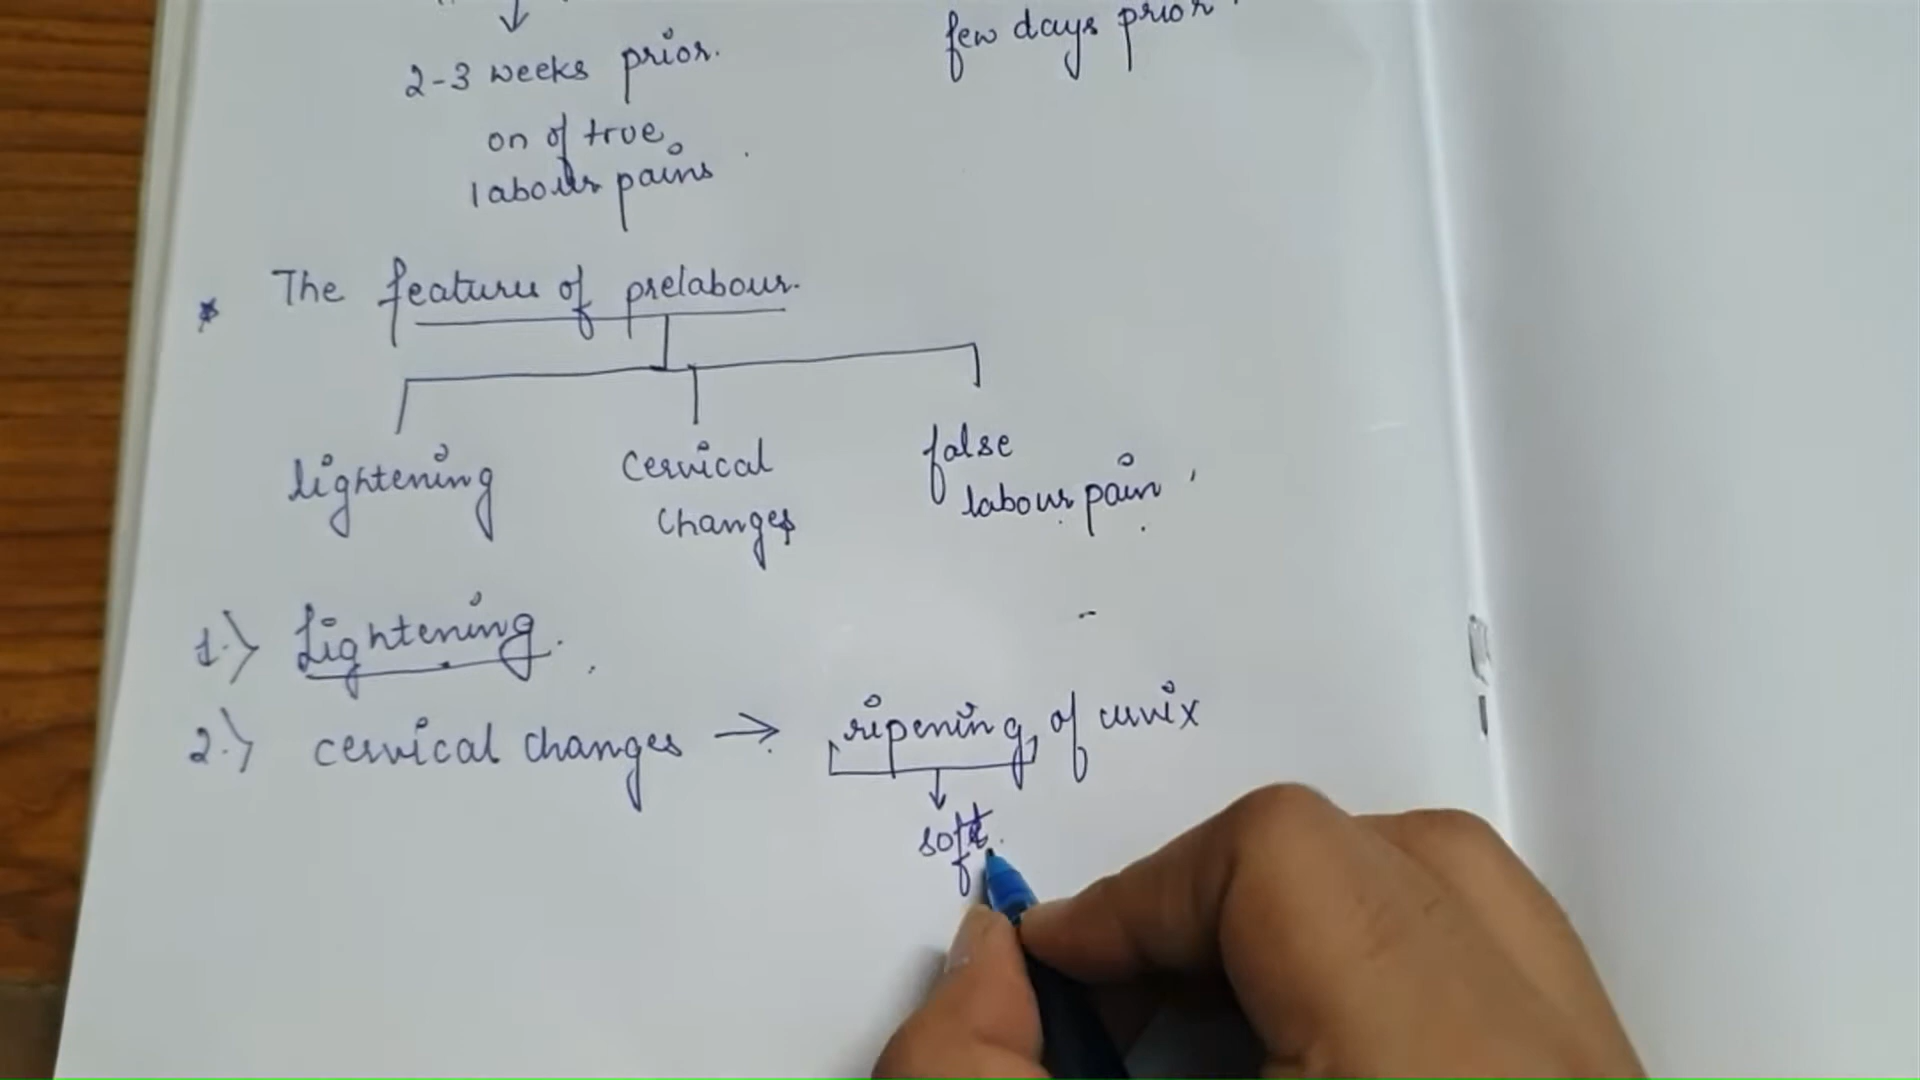 2-3 weeks prior.
few days prior
on of true
labour pains
* The feature of prelabour.
lightening
cervical
changes
false
labour pain
1.) Lightening.
2.) cervical changes → ripening of cervix
↓
soft